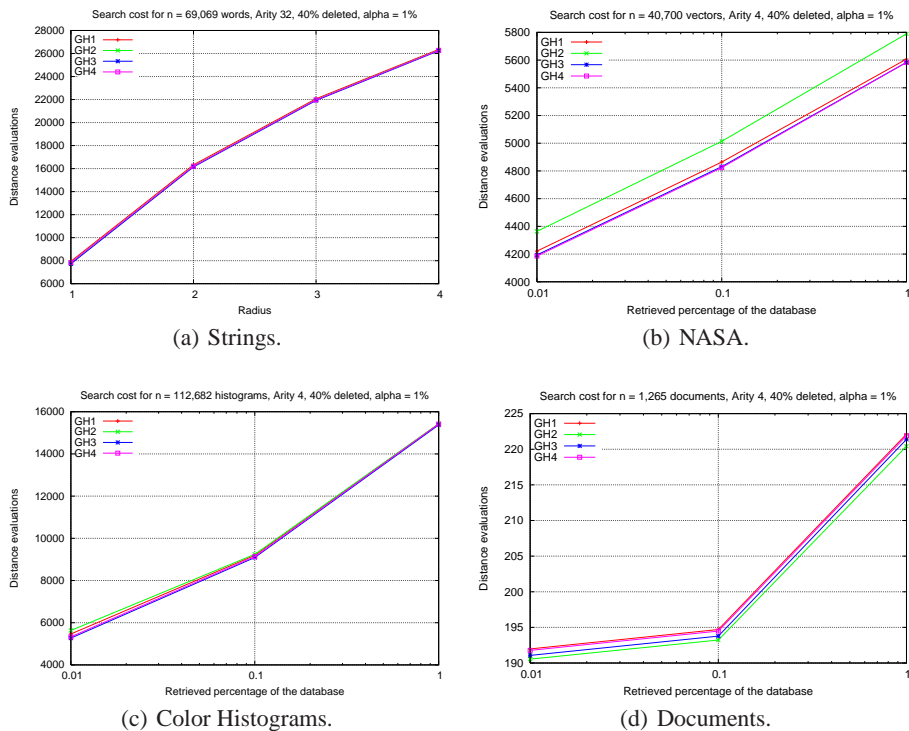 Search cost for n = 69,069 words, Arity 32, 40% deleted, alpha = 1%
GH1
GH2
GH3
GH4
28000
26000
24000
22000
20000
18000
16000
14000
12000
10000
8000
6000
Distance evaluations
1 2 3 4
Radius
(a) Strings.
Search cost for n = 40,700 vectors, Arity 4, 40% deleted, alpha = 1%
GH1
GH2
GH3
GH4
5800
5600
5400
5200
5000
4800
4600
4400
4200
4000
Distance evaluations
0.01 0.1 1
Retrieved percentage of the database
(b) NASA.
Search cost for n = 112,682 histograms, Arity 4, 40% deleted, alpha = 1%
GH1
GH2
GH3
GH4
16000
14000
12000
10000
8000
6000
4000
Distance evaluations
0.01 0.1 1
Retrieved percentage of the database
(c) Color Histograms.
Search cost for n = 1,265 documents, Arity 4, 40% deleted, alpha = 1%
GH1
GH2
GH3
GH4
225
220
215
210
205
200
195
190
Distance evaluations
0.01 0.1 1
Retrieved percentage of the database
(d) Documents.